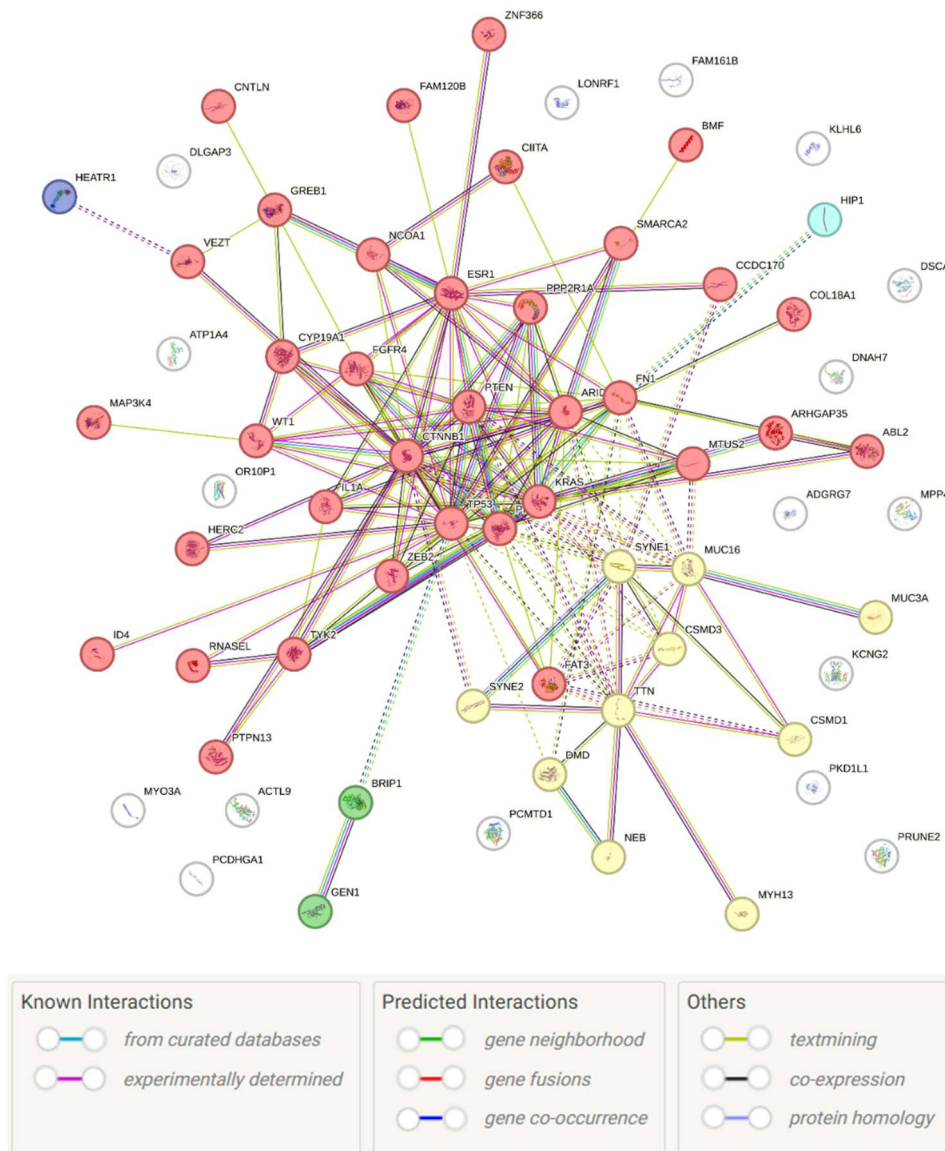 ZNF366
FAM161B
LONRF1
CNTLN
FAM120B
BMF
KLHL6
DLGAP3
CIITA
HEATR1
GREB1
HIP1
NCOA1
SMARCA2
VEZT
ESR1
CCDC170
DSCA
PPP2R1A
COL18A1
ATP1A4
CYP19A1
FGFR4
FN1
DNAH7
PTEN
ARID
MAP3K4
WT1
ARHGAP35
CTNNB1
ABL2
MTUS2
OR10P1
IL1A
KRAS
ADGRG7
MPP4
TP53
P
HERC2
SYNE1
MUC16
ZEB2
MUC3A
CSMD3
ID4
RNASEL
TYK2
KCNG2
FAT3
SYNE2
TTN
CSMD1
PTPN13
DMD
BRIP1
PKD1L1
MYO3A
ACTL9
PCMTD1
NEB
PRUNE2
PCDHGA1
GEN1
MYH13
Known Interactions
from curated databases
experimentally determined
Predicted Interactions
gene neighborhood
gene fusions
gene co-occurrence
Others
textmining
co-expression
protein homology